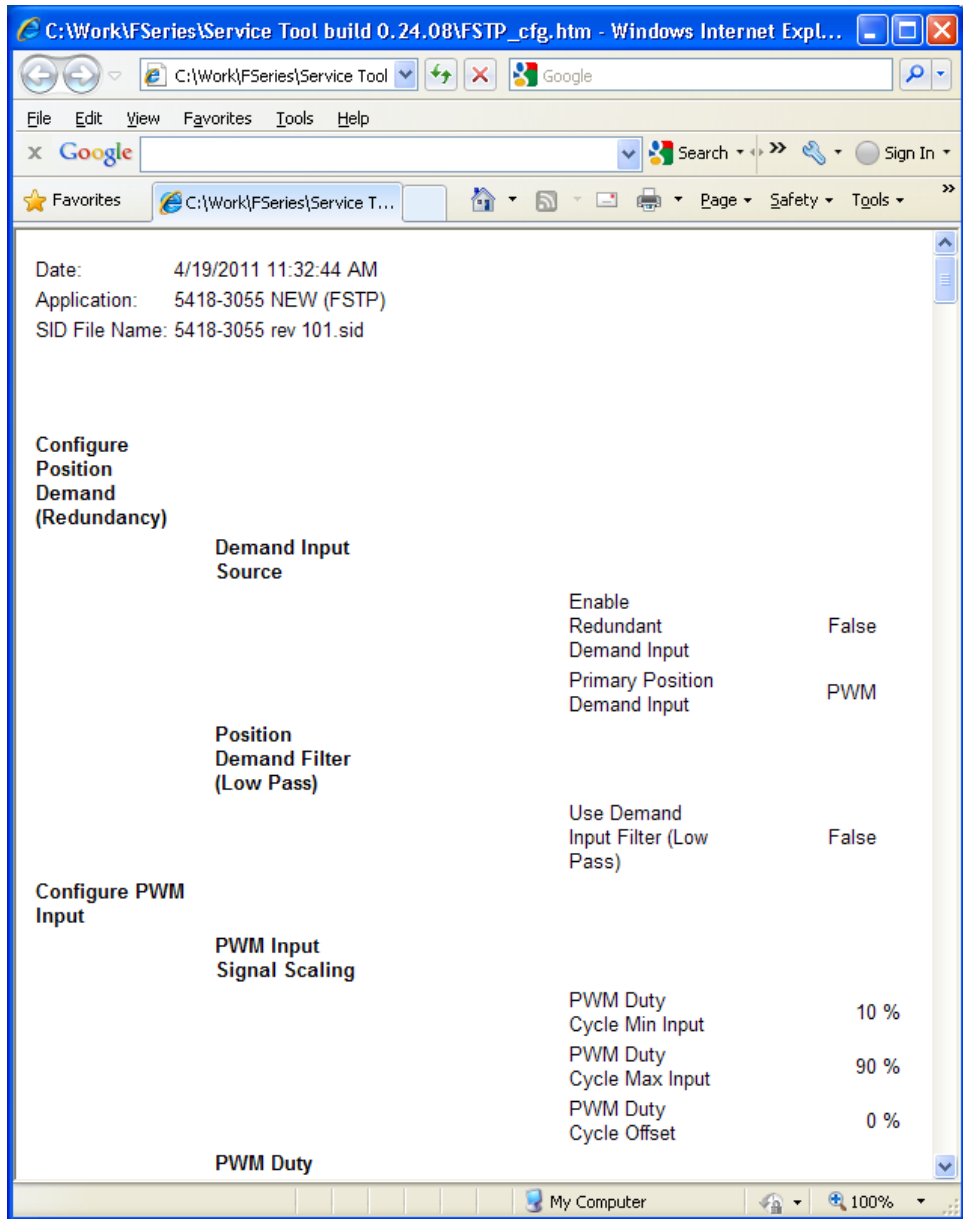 C:\Work\FSeries\Service Tool build 0.24.08\FSTP_cfg.htm - Windows Internet Expl...
C:\Work\FSeries\Service Tool
Google
File Edit View Favorites Tools Help
x Google
Search
Sign In
Favorites
C:\Work\FSeries\Service T...
Page Safety Tools
Date: 4/19/2011 11:32:44 AM
Application: 5418-3055 NEW (FSTP)
SID File Name: 5418-3055 rev 101.sid
Configure
Position
Demand
(Redundancy)
Demand Input
Source
Enable
Redundant False
Demand Input
Primary Position
Demand Input PWM
Position
Demand Filter
(Low Pass)
Use Demand
Input Filter (Low False
Pass)
Configure PWM
Input
PWM Input
Signal Scaling
PWM Duty
Cycle Min Input 10 %
PWM Duty
Cycle Max Input 90 %
PWM Duty
Cycle Offset 0 %
PWM Duty
My Computer
100%